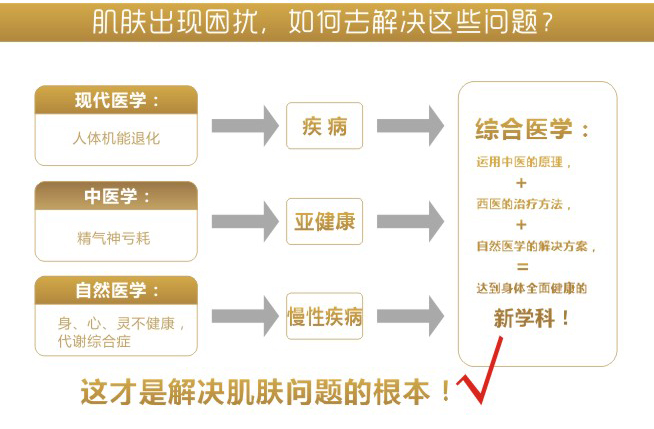 肌肤出现困扰，如何去解决这些问题？
现代医学：
人体机能退化
疾病
中医学：
精气神亏耗
亚健康
自然医学：
身、心、灵不健康，
代谢综合症
慢性疾病
综合医学：
运用中医的原理，
+
西医的治疗方法，
+
自然医学的解决方案，
=
达到身体全面健康的
新学科！
这才是解决肌肤问题的根本！